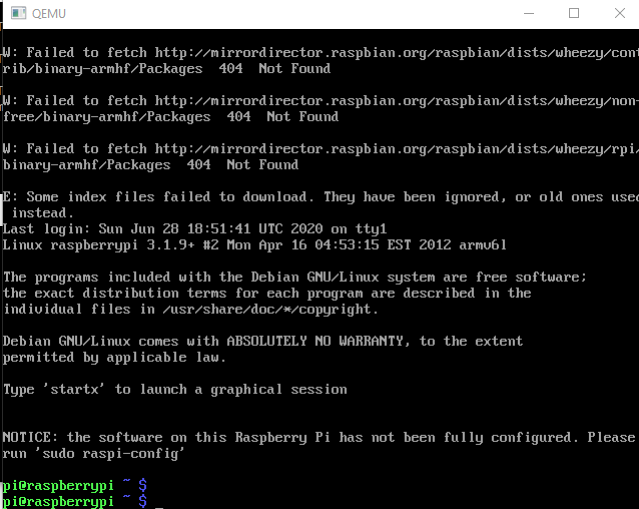 QEMU
W: Failed to fetch http://mirrordirector.raspbian.org/raspbian/dists/wheezy/cont
rib/binary-armhf/Packages  404  Not Found
W: Failed to fetch http://mirrordirector.raspbian.org/raspbian/dists/wheezy/non-
free/binary-armhf/Packages  404  Not Found
W: Failed to fetch http://mirrordirector.raspbian.org/raspbian/dists/wheezy/rpi/
binary-armhf/Packages  404  Not Found
E: Some index files failed to download. They have been ignored, or old ones used
 instead.
Last login: Sun Jun 28 18:51:41 UTC 2020 on tty1
Linux raspberrypi 3.1.9+ #2 Mon Apr 16 04:53:15 EST 2012 armv6l
The programs included with the Debian GNU/Linux system are free software;
the exact distribution terms for each program are described in the
individual files in /usr/share/doc/*/copyright.
Debian GNU/Linux comes with ABSOLUTELY NO WARRANTY, to the extent
permitted by applicable law.
Type 'startx' to launch a graphical session
NOTICE: the software on this Raspberry Pi has not been fully configured. Please
run 'sudo raspi-config'
pi@raspberrypi ~ $
pi@raspberrypi ~ $ _